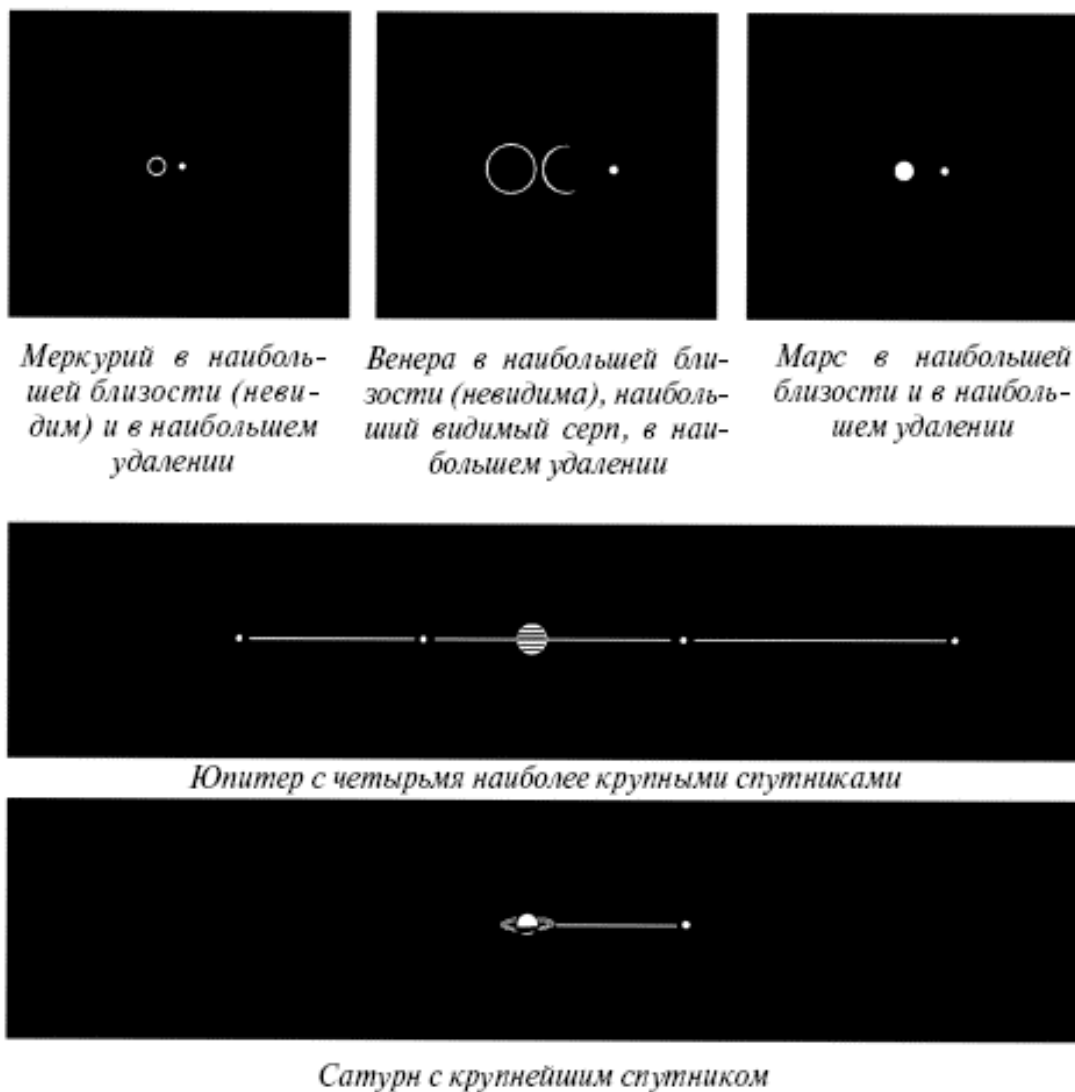 Меркурий в наиболь-
шей близости (неви-
дим) и в наибольшем
удалении
Венера в наибольшей бли-
зости (невидима), наиболь-
ший видимый серп, в наи-
большем удалении
Марс в наибольшей
близости и в наиболь-
шем удалении
Юпитер с четырьмя наиболее крупными спутниками
Сатурн с крупнейшим спутником